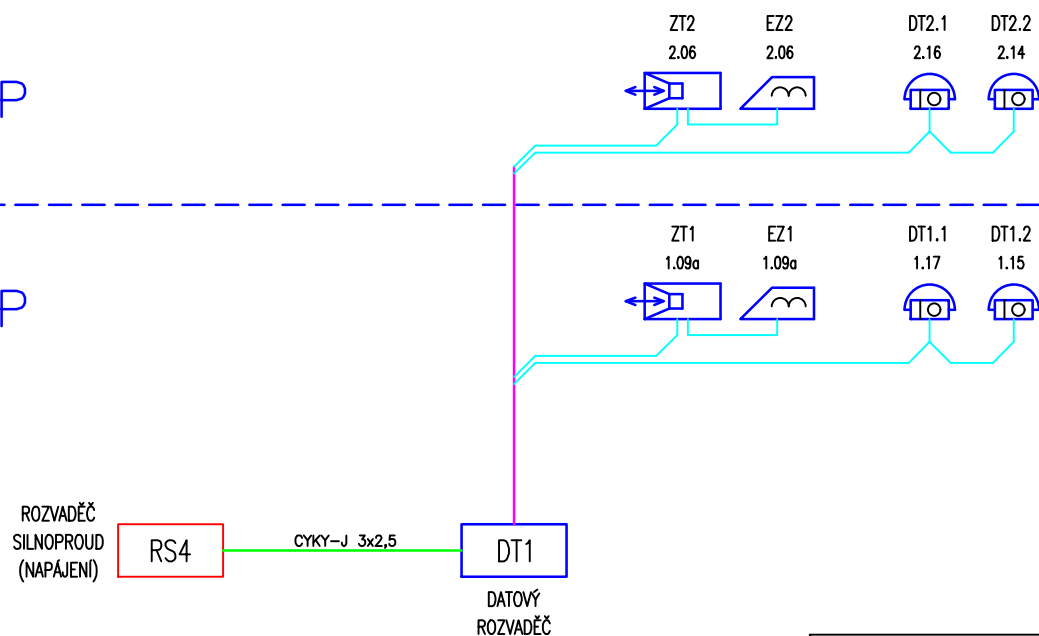 ZT2 EZ2 DT2.1 DT2.2
2.06 2.06 2.16 2.14
P
ZT1 EZ1 DT1.1 DT1.2
1.09a 1.09a 1.17 1.15
P
ROZVADĚČ
SILNOPROUD
(NAPÁJENÍ)
RS4
CYKY-J 3x2,5
DT1
DATOVÝ
ROZVADĚČ